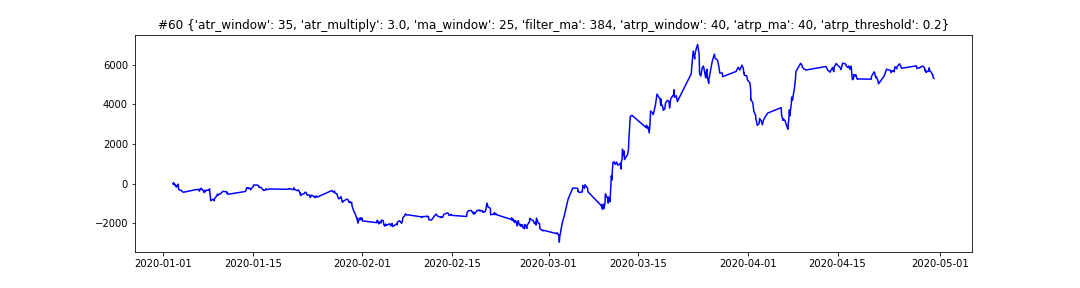 #60 {'atr_window': 35, 'atr_multiply': 3.0, 'ma_window': 25, 'filter_ma': 384, 'atrp_window': 40, 'atrp_ma': 40, 'atrp_threshold': 0.2}
6000
4000
2000
0
−2000
2020-01-01 2020-01-15 2020-02-01 2020-02-15 2020-03-01 2020-03-15 2020-04-01 2020-04-15 2020-05-01